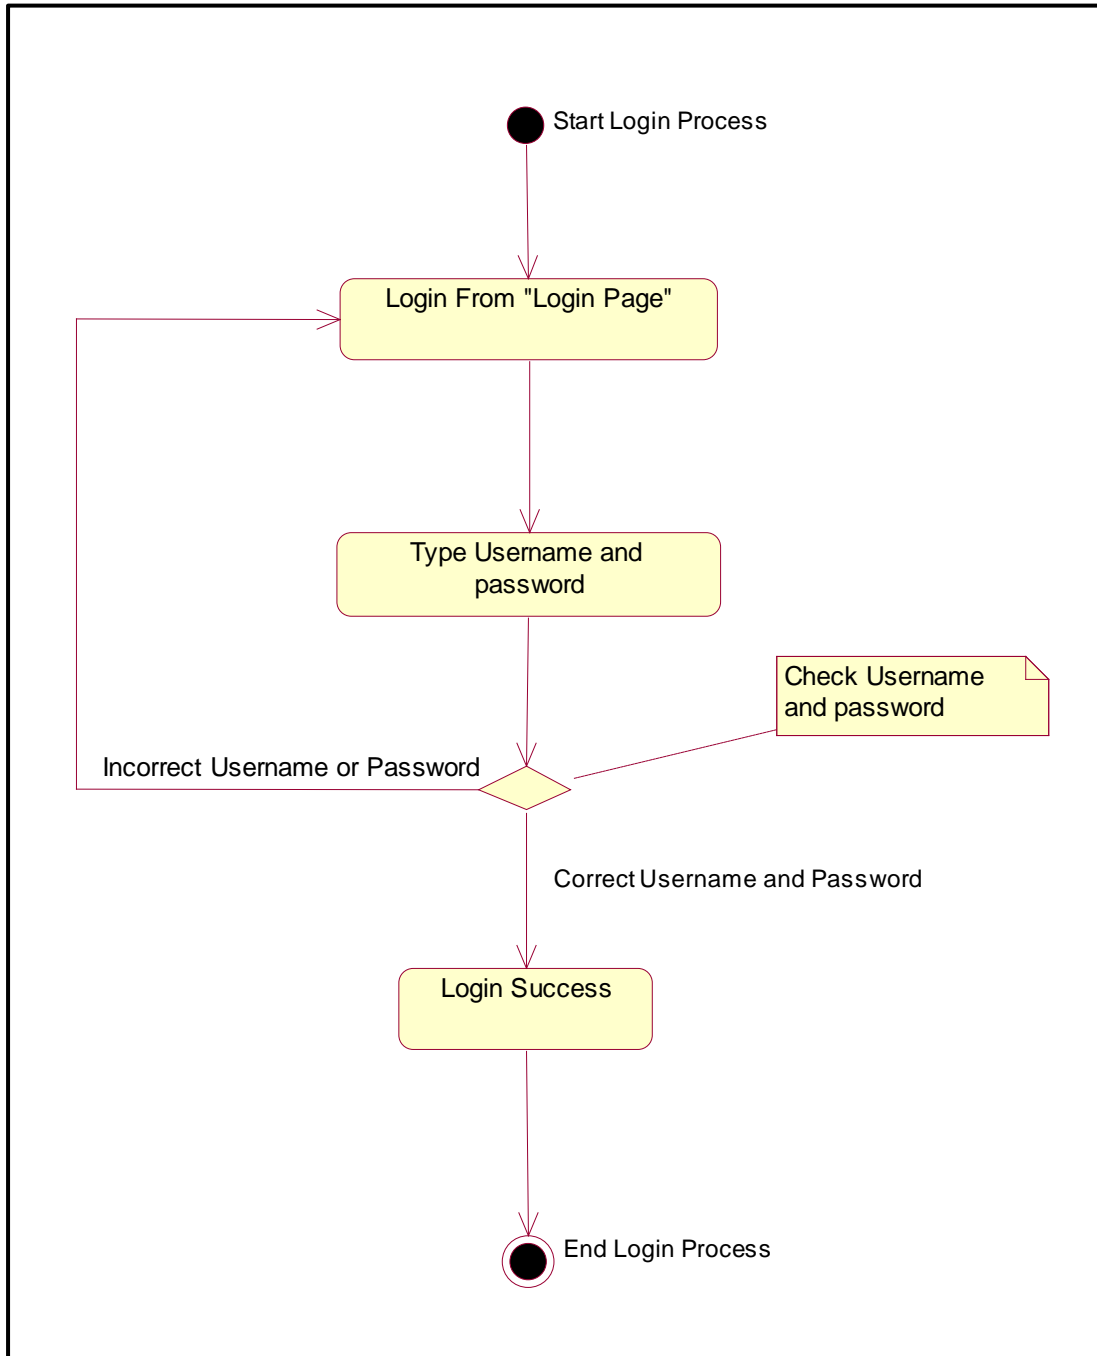 Start Login Process
Login From "Login Page"
Type Username and
password
Check Username
and password
Incorrect Username or Password
Correct Username and Password
Login Success
End Login Process